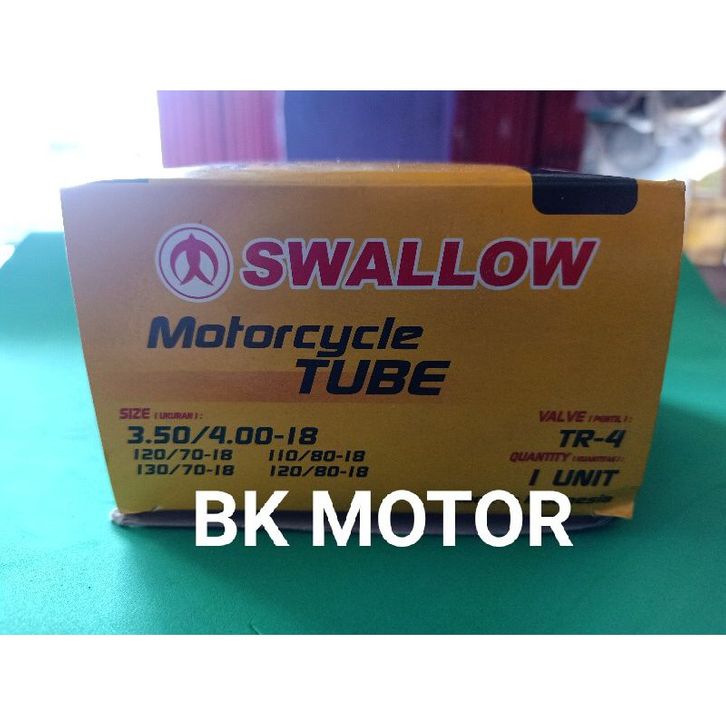 SWALLOW
Motorcycle
TUBE
SIZE (UKURAN):
3.50/4.00-18
120/70-18 110/80-18
130/70-18 120/80-18
VALVE (PENTIL):
TR-4
QUANTITY (KUANTITAS):
1 UNIT
BK MOTOR